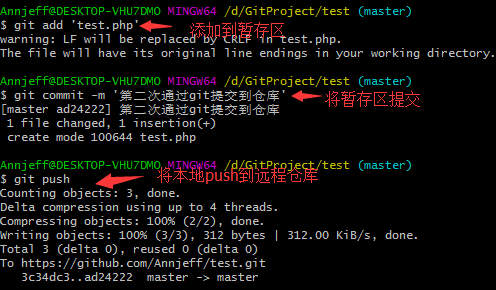 Annjeff@DESKTOP-VHU7DMO MINGW64 /d/GitProject/test (master)
$ git add 'test.php' 添加到暂存区
warning: LF will be replaced by CRLF in test.php.
The file will have its original line endings in your working directory.
Annjeff@DESKTOP-VHU7DMO MINGW64 /d/GitProject/test (master)
$ git commit -m '第二次通过git提交到仓库' 将暂存区提交
[master ad24222] 第二次通过git提交到仓库
1 file changed, 1 insertion(+)
create mode 100644 test.php
Annjeff@DESKTOP-VHU7DMO MINGW64 /d/GitProject/test (master)
$ git push 将本地push到远程仓库
Counting objects: 3, done.
Delta compression using up to 4 threads.
Compressing objects: 100% (2/2), done.
Writing objects: 100% (3/3), 312 bytes | 312.00 KiB/s, done.
Total 3 (delta 0), reused 0 (delta 0)
To https://github.com/Annjeff/test.git
3c34dc3..ad24222 master -> master